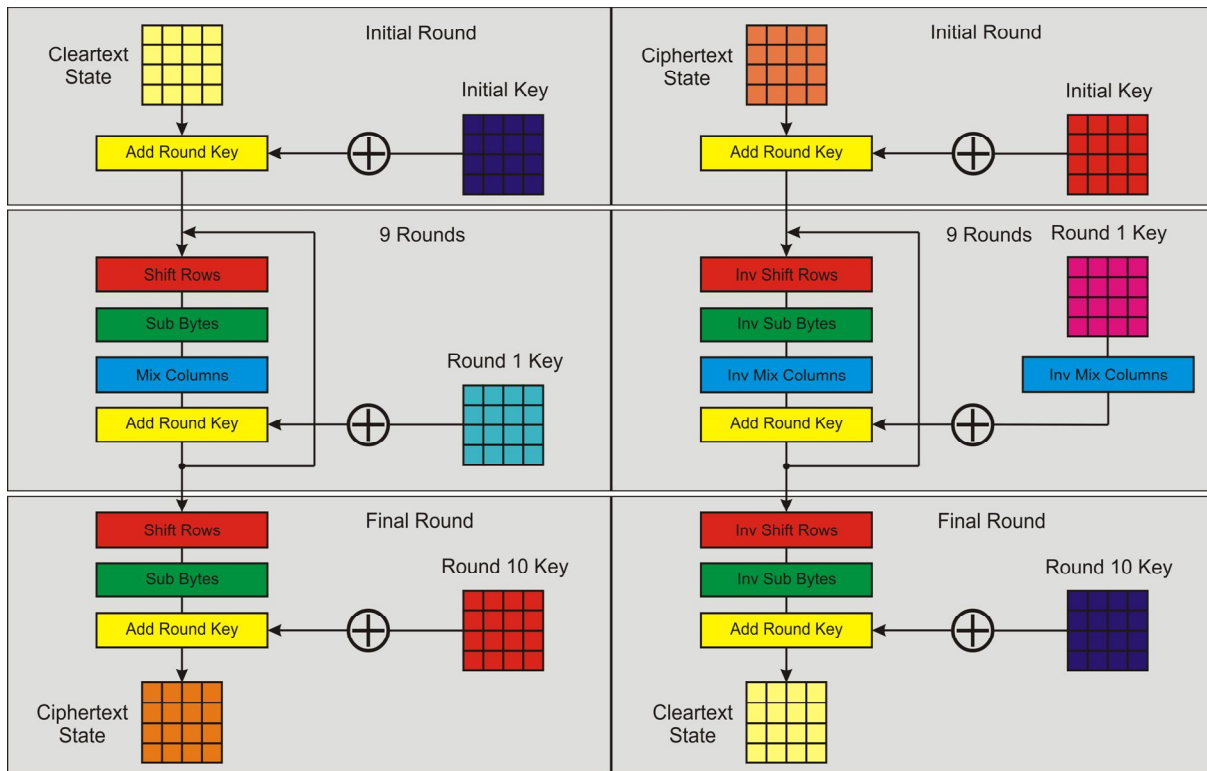 Cleartext
State
Initial Round
Initial Key
Add Round Key
9 Rounds
Shift Rows
Sub Bytes
Mix Columns
Round 1 Key
Add Round Key
Final Round
Shift Rows
Sub Bytes
Round 10 Key
Add Round Key
Ciphertext
State
Ciphertext
State
Initial Round
Initial Key
Add Round Key
9 Rounds
Round 1 Key
Inv Shift Rows
Inv Sub Bytes
Inv Mix Columns
Inv Mix Columns
Add Round Key
Final Round
Inv Shift Rows
Inv Sub Bytes
Round 10 Key
Add Round Key
Cleartext
State